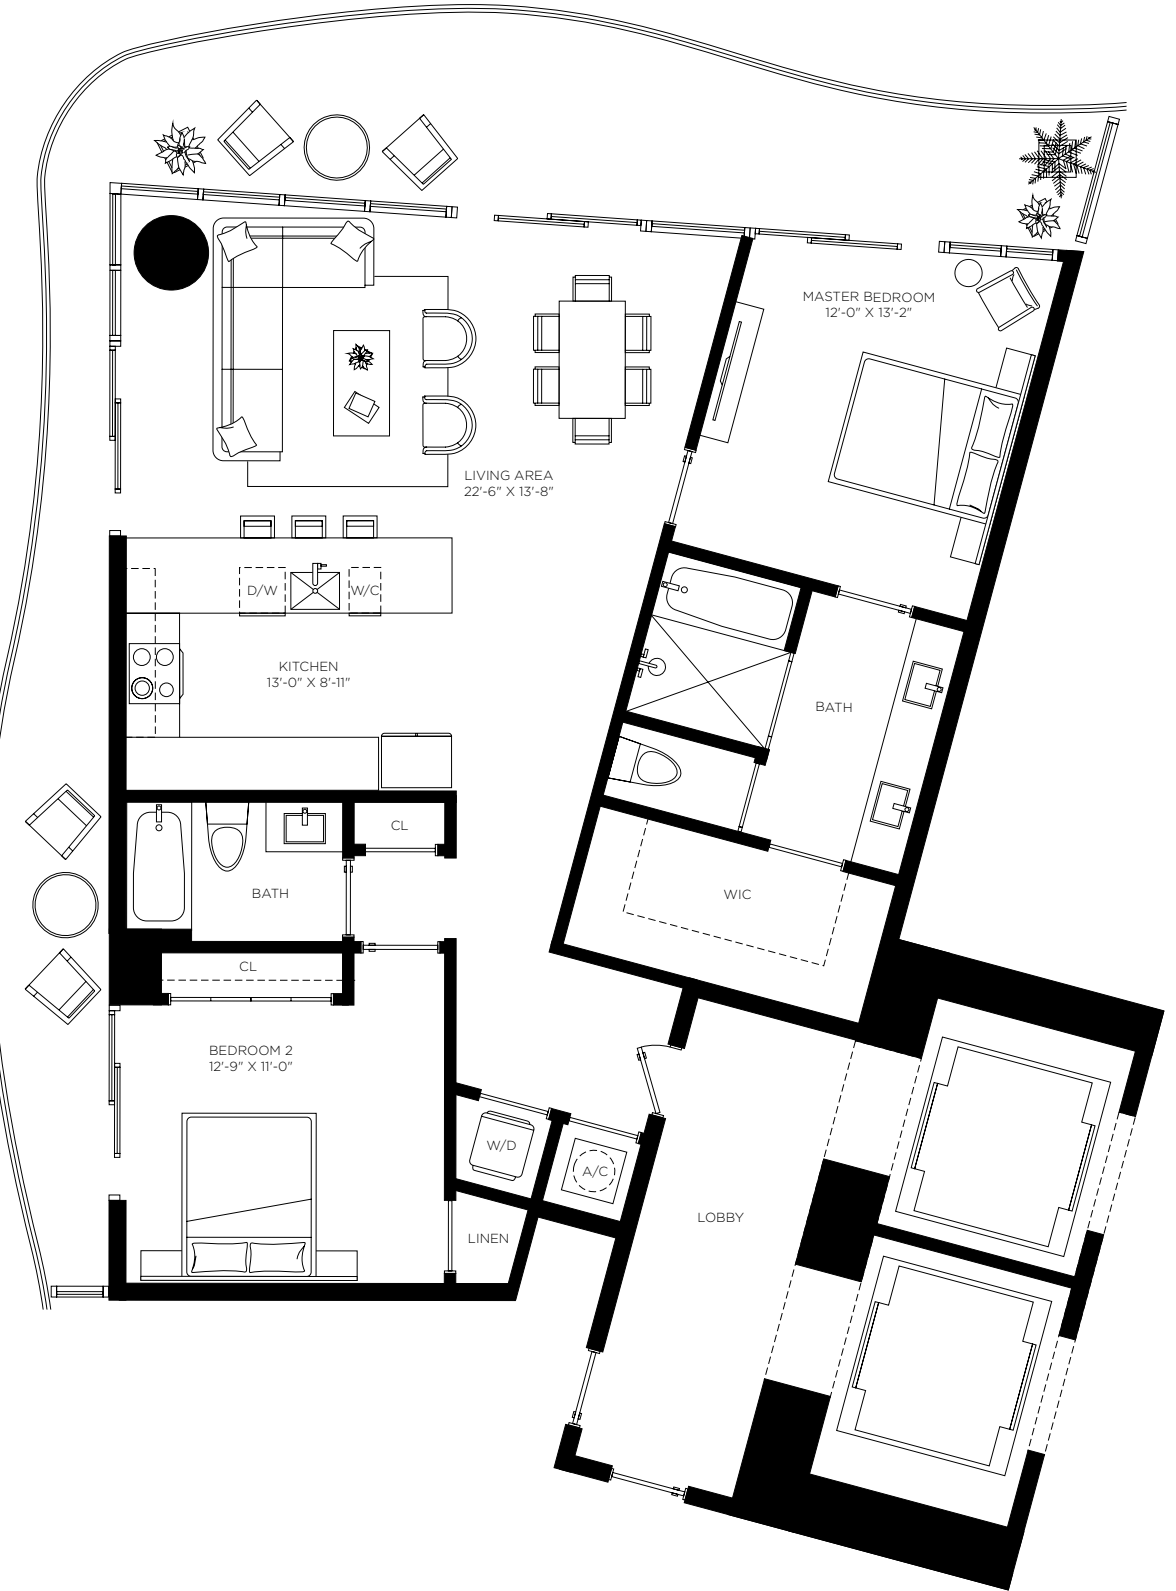 MASTER BEDROOM
12'-0" X 13'-2"
LIVING AREA
22'-6" X 13'-8"
D/W
W/C
KITCHEN
13'-0" X 8'-11"
BATH
CL
BATH
WIC
CL
BEDROOM 2
12'-9" X 11'-0"
W/D
A/C
LOBBY
LINEN